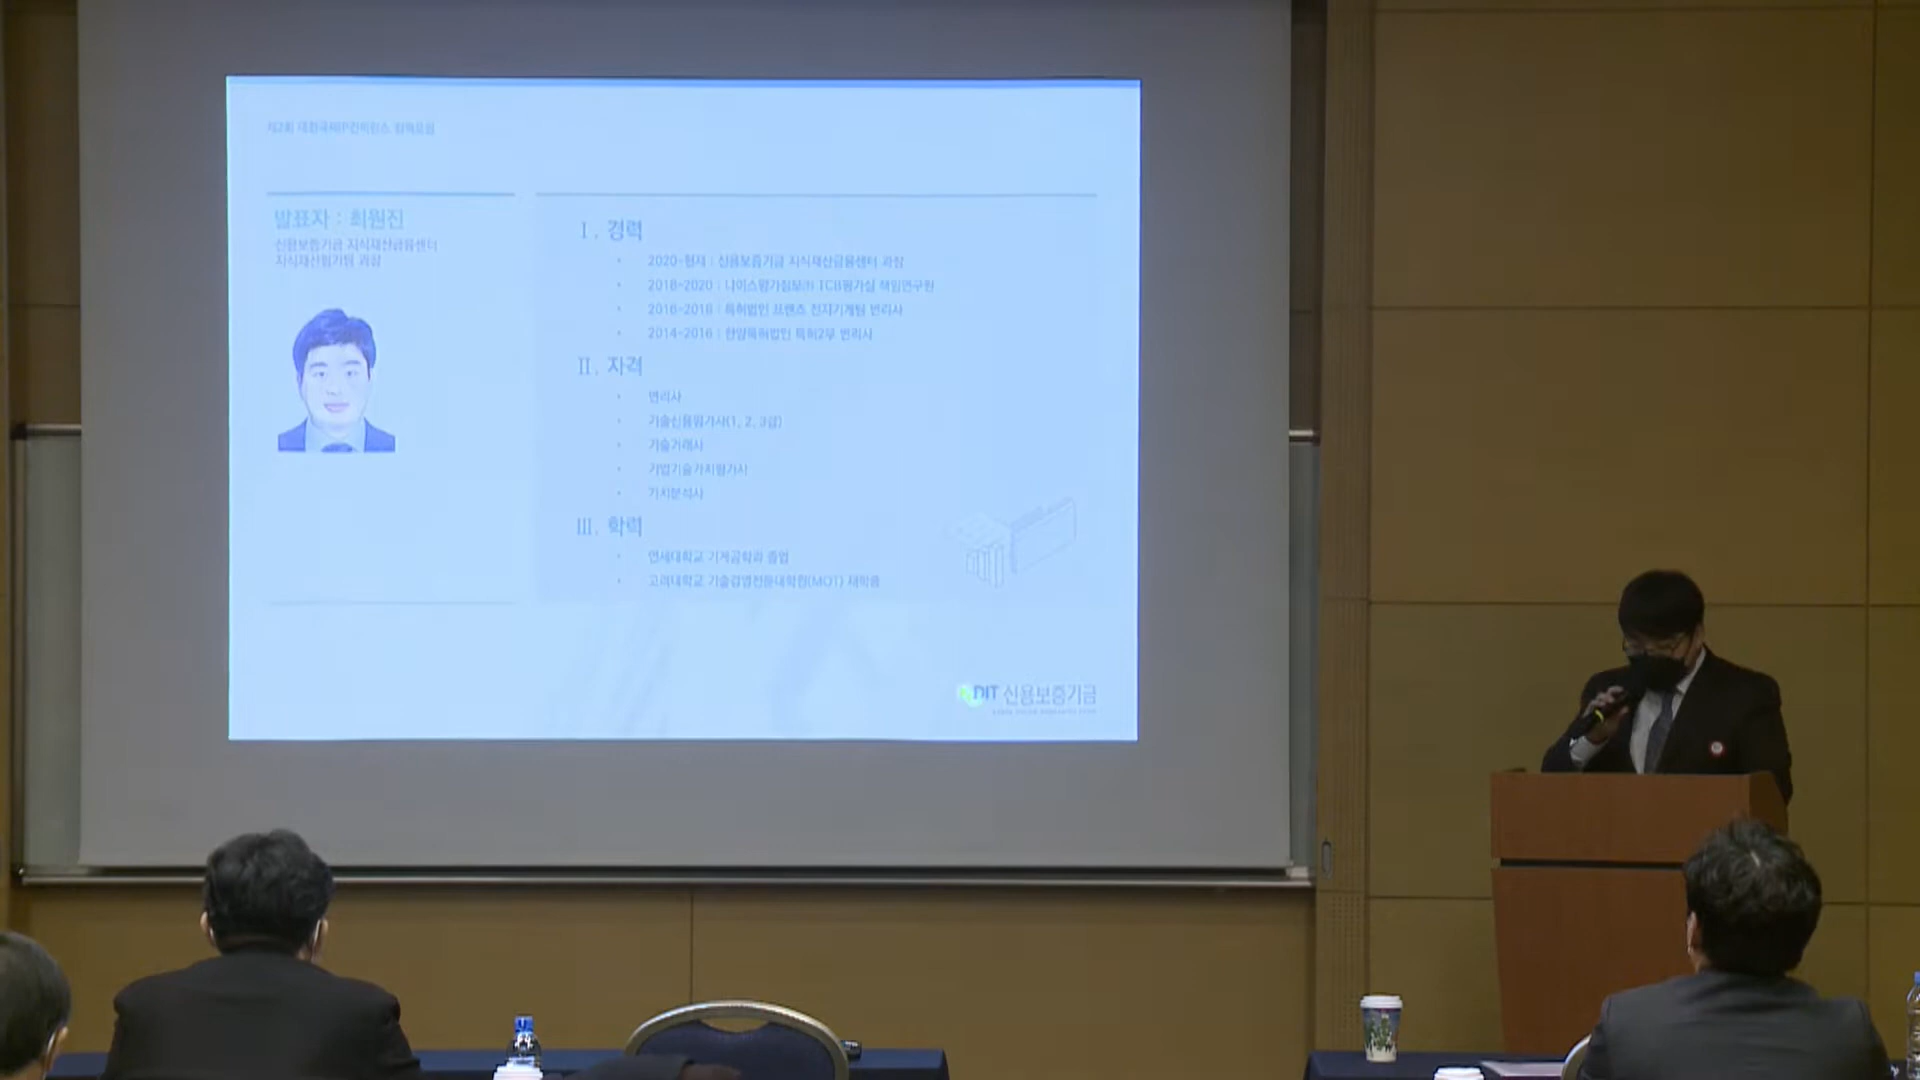 발표자 : 최원진
신용보증기금 지식재산금융센터
지식재산평가팀 과장
Ⅰ. 경력
2020~현재 : 신용보증기금 지식재산금융센터 과장
2018~2020 : 나이스평가정보㈜ TCB평가실 책임연구원
2016~2018 : 특허법인 프렌즈 전자기계팀 변리사
2014~2016 : 한양특허법인 특허2부 변리사
Ⅱ. 자격
변리사
기술신용평가사(1, 2, 3급)
기술거래사
기업기술가치평가사
가치분석사
Ⅲ. 학력
연세대학교 기계공학과 졸업
고려대학교 기술경영전문대학원(MOT) 재학중
신용보증기금